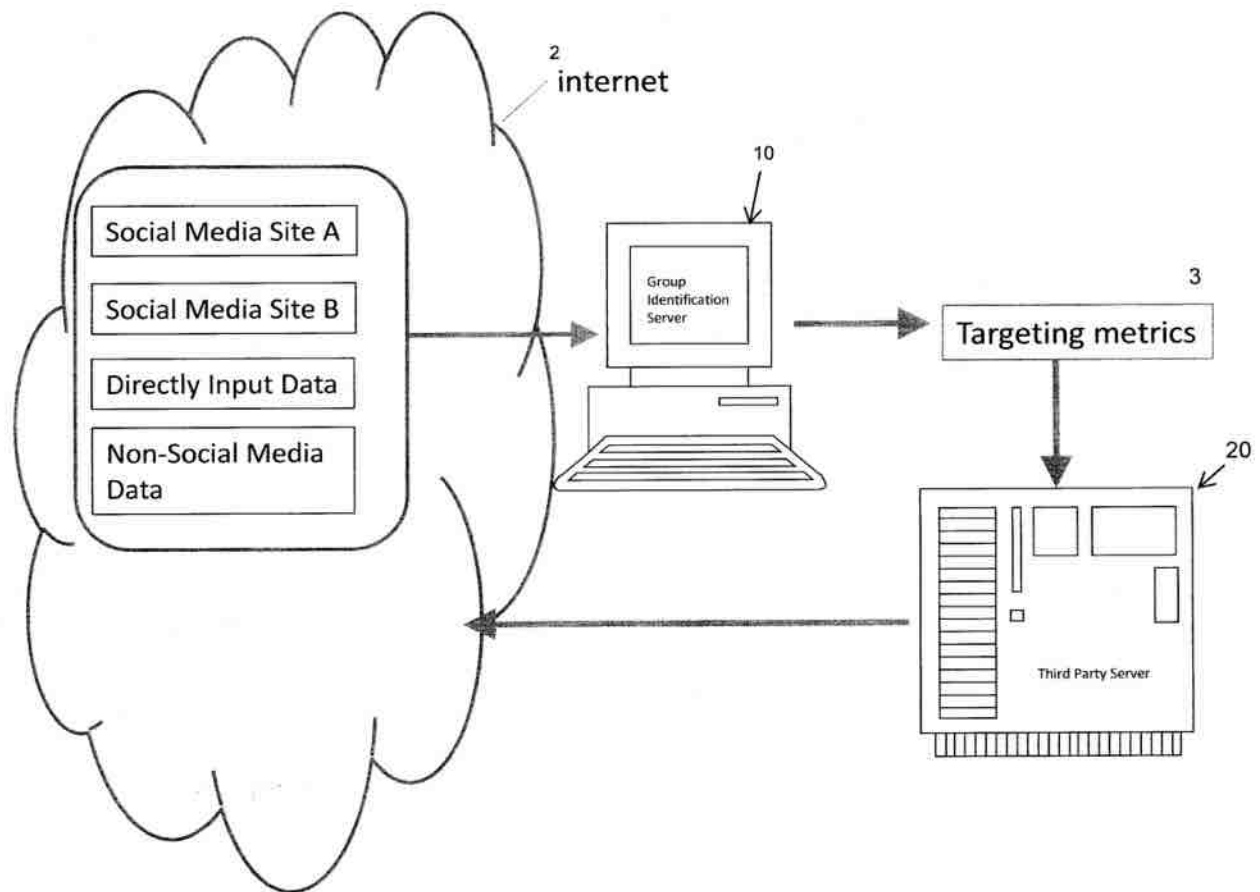 2
internet
Social Media Site A
Social Media Site B
Directly Input Data
Non-Social Media
Data
10
Group
Identification
Server
3
Targeting metrics
20
Third Party Server